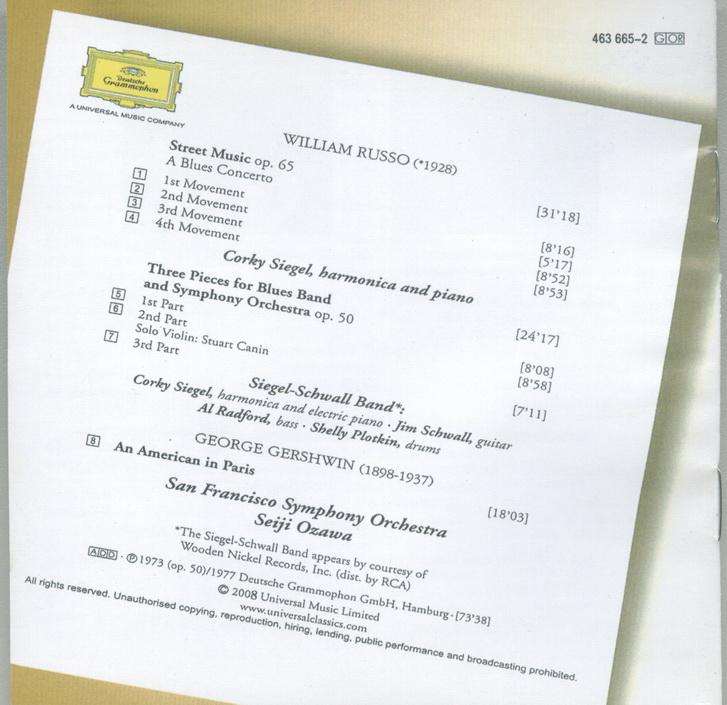 463 665-2 GOR
Deutsche
Grammophon
A UNIVERSAL MUSIC COMPANY
WILLIAM RUSSO (*1928)
Street Music op. 65 [31'18]
A Blues Concerto
1 1st Movement [8'16]
2 2nd Movement [5'17]
3 3rd Movement [8'52]
4 4th Movement [8'53]
Corky Siegel, harmonica and piano
Three Pieces for Blues Band
and Symphony Orchestra op. 50 [24'17]
5 1st Part [8'08]
6 2nd Part [8'58]
Solo Violin: Stuart Canin
7 3rd Part [7'11]
Siegel-Schwall Band*:
Corky Siegel, harmonica and electric piano · Jim Schwall, guitar
Al Radford, bass · Shelly Plotkin, drums
GEORGE GERSHWIN (1898-1937)
8 An American in Paris [18'03]
San Francisco Symphony Orchestra
Seiji Ozawa
*The Siegel-Schwall Band appears by courtesy of
Wooden Nickel Records, Inc. (dist. by RCA)
ADD · ℗ 1973 (op. 50)/1977 Deutsche Grammophon GmbH, Hamburg · [73'38]
© 2008 Universal Music Limited
www.universalclassics.com
All rights reserved. Unauthorised copying, reproduction, hiring, lending, public performance and broadcasting prohibited.